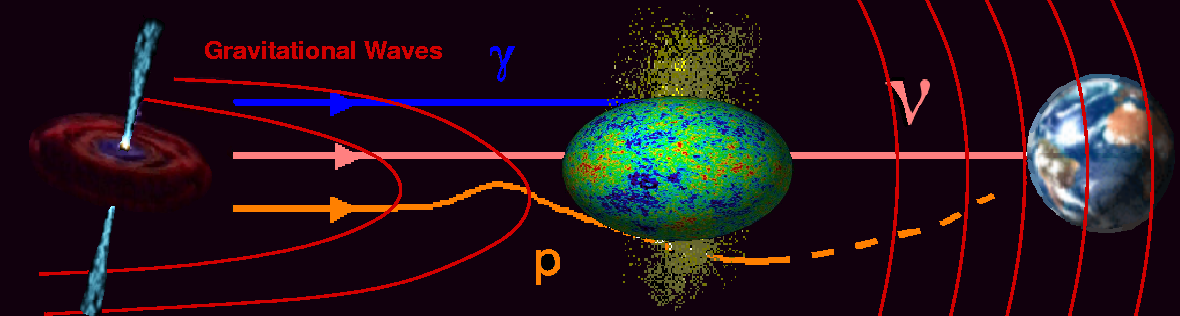 Gravitational Waves
γ
ν
p